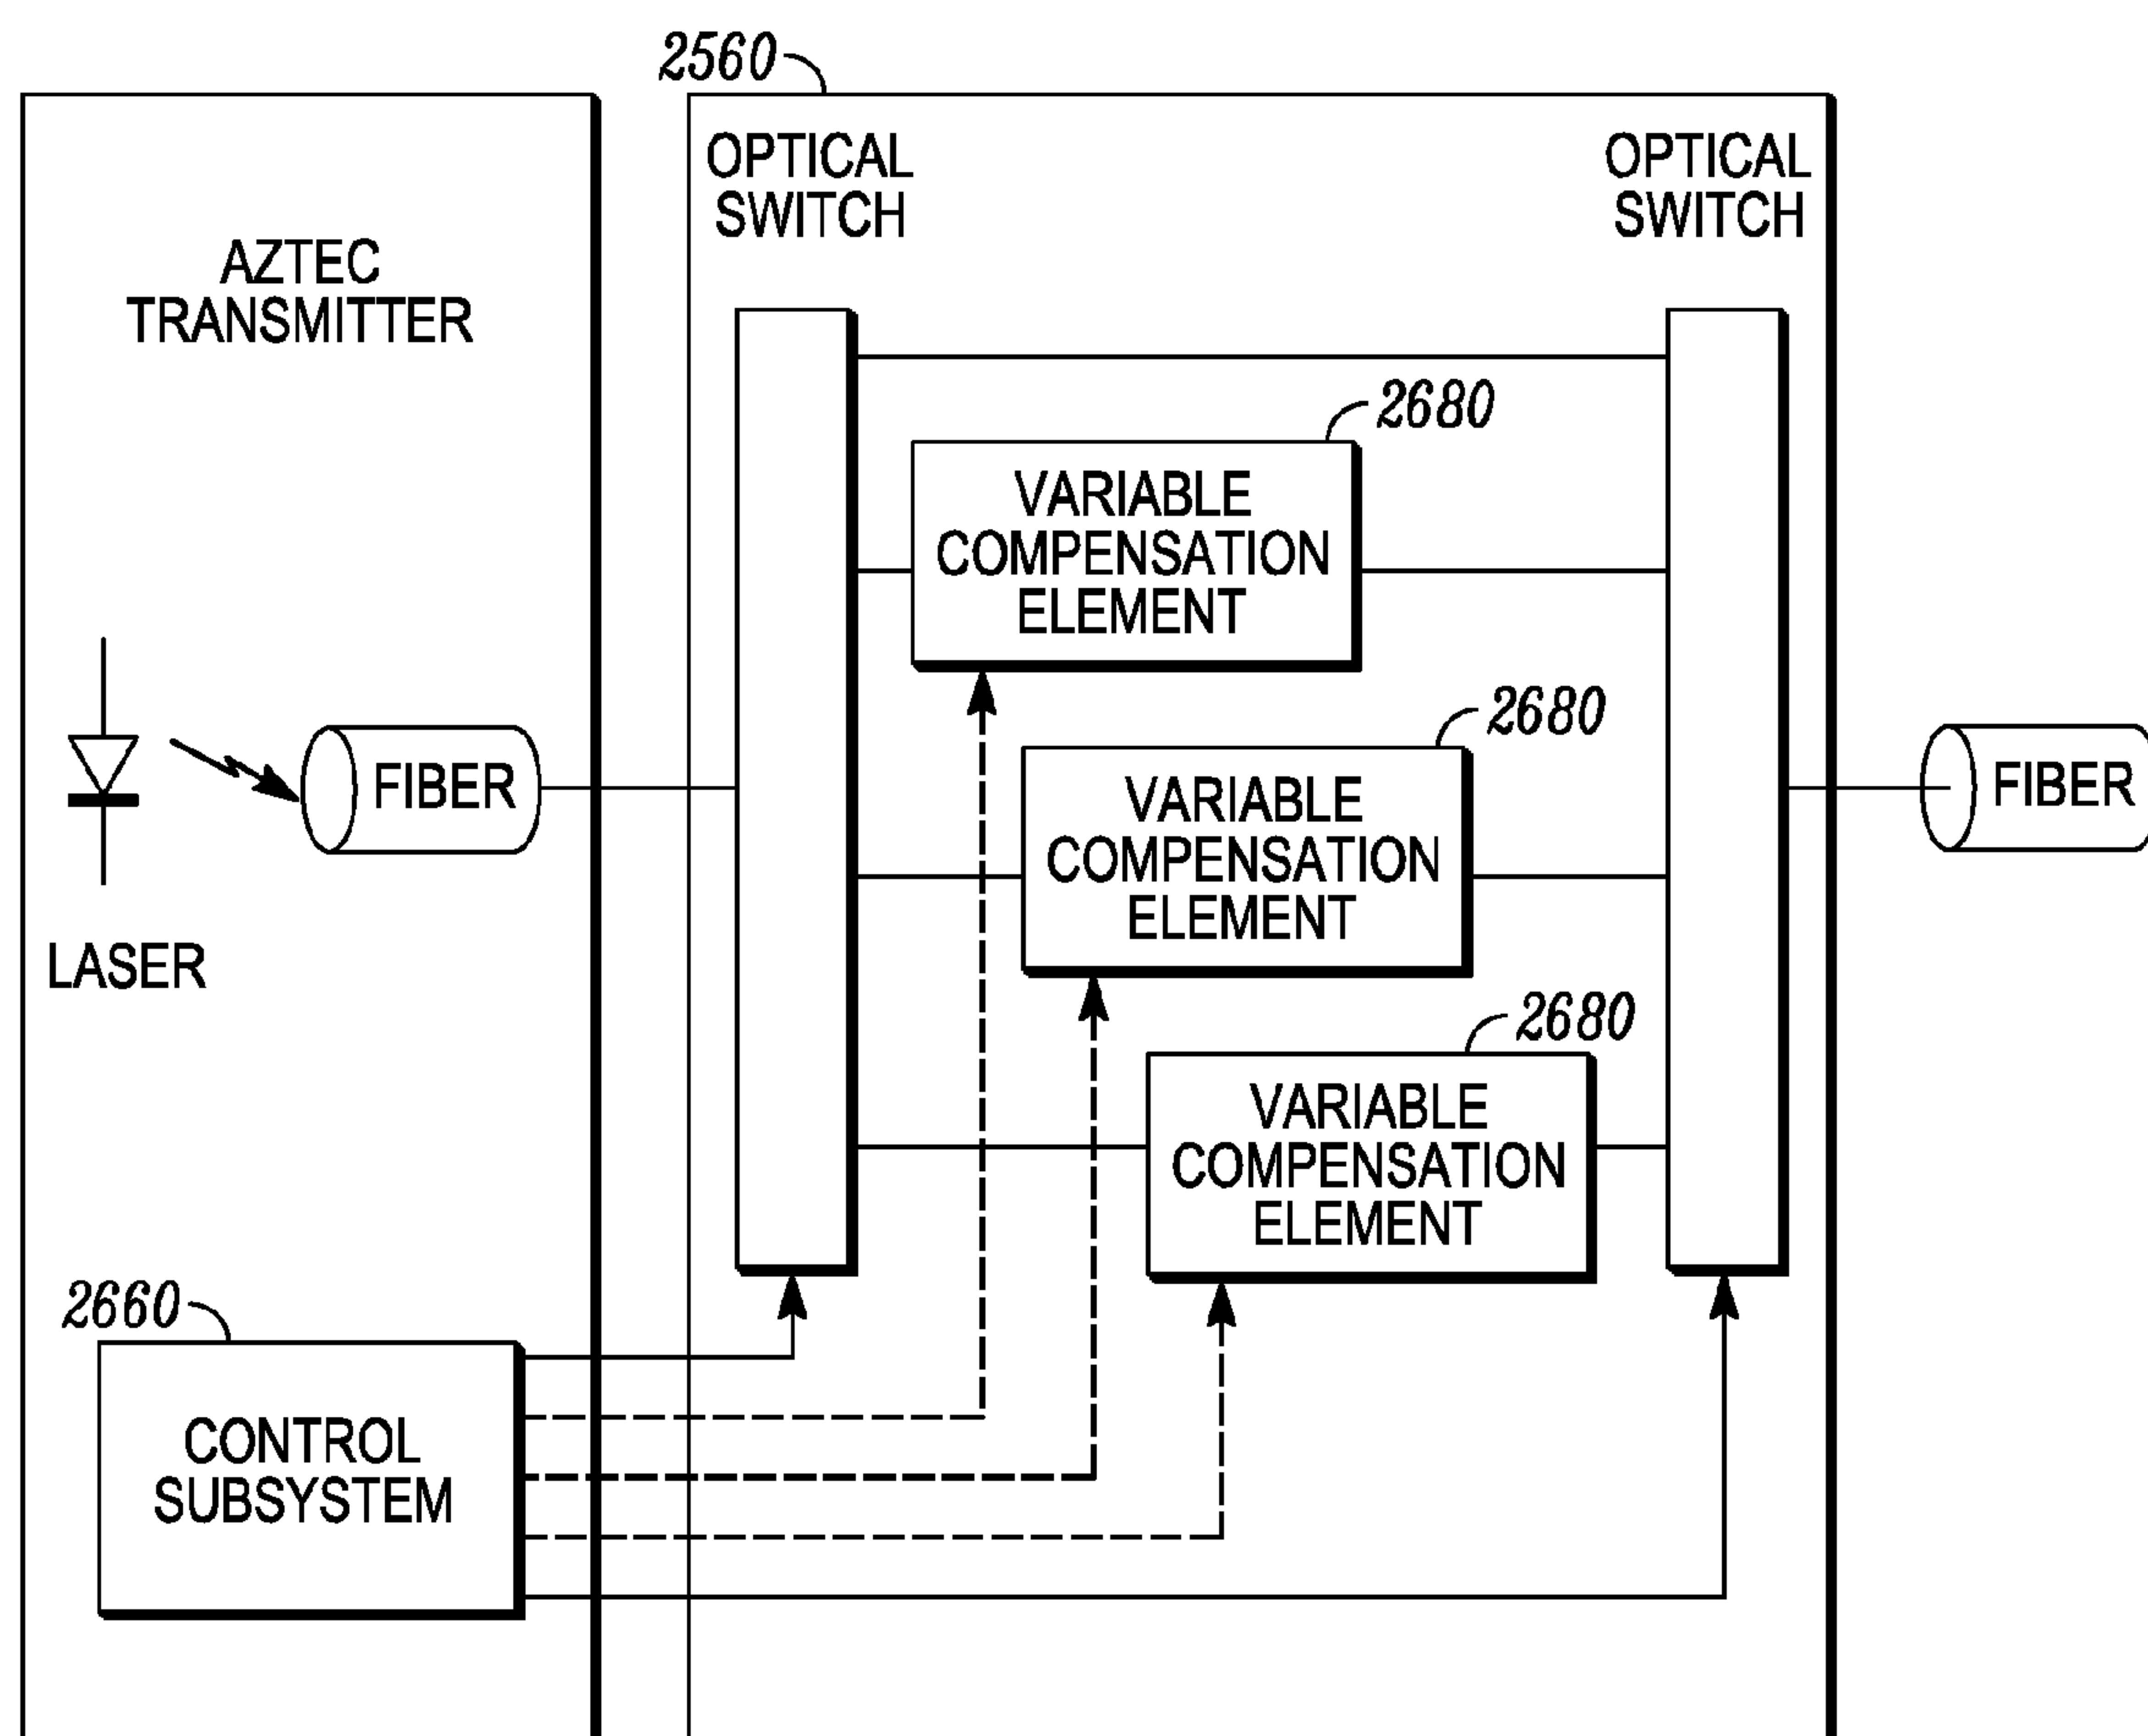 2560
OPTICAL
SWITCH
OPTICAL
SWITCH
AZTEC
TRANSMITTER
2680
VARIABLE
COMPENSATION
ELEMENT
2680
VARIABLE
COMPENSATION
ELEMENT
FIBER
FIBER
LASER
2680
VARIABLE
COMPENSATION
ELEMENT
2660
CONTROL
SUBSYSTEM